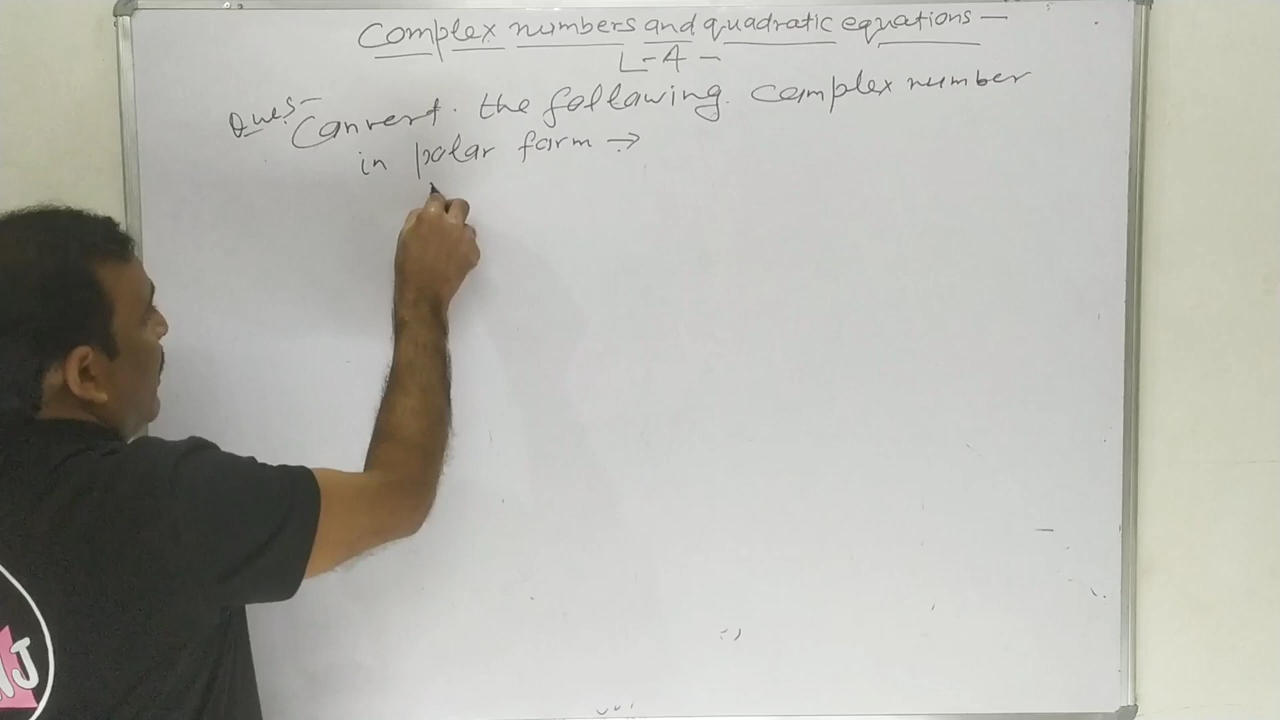 Complex numbers and quadratic equations —
L-4 -
Ques- Convert. the following. complex number
in polar form →
J